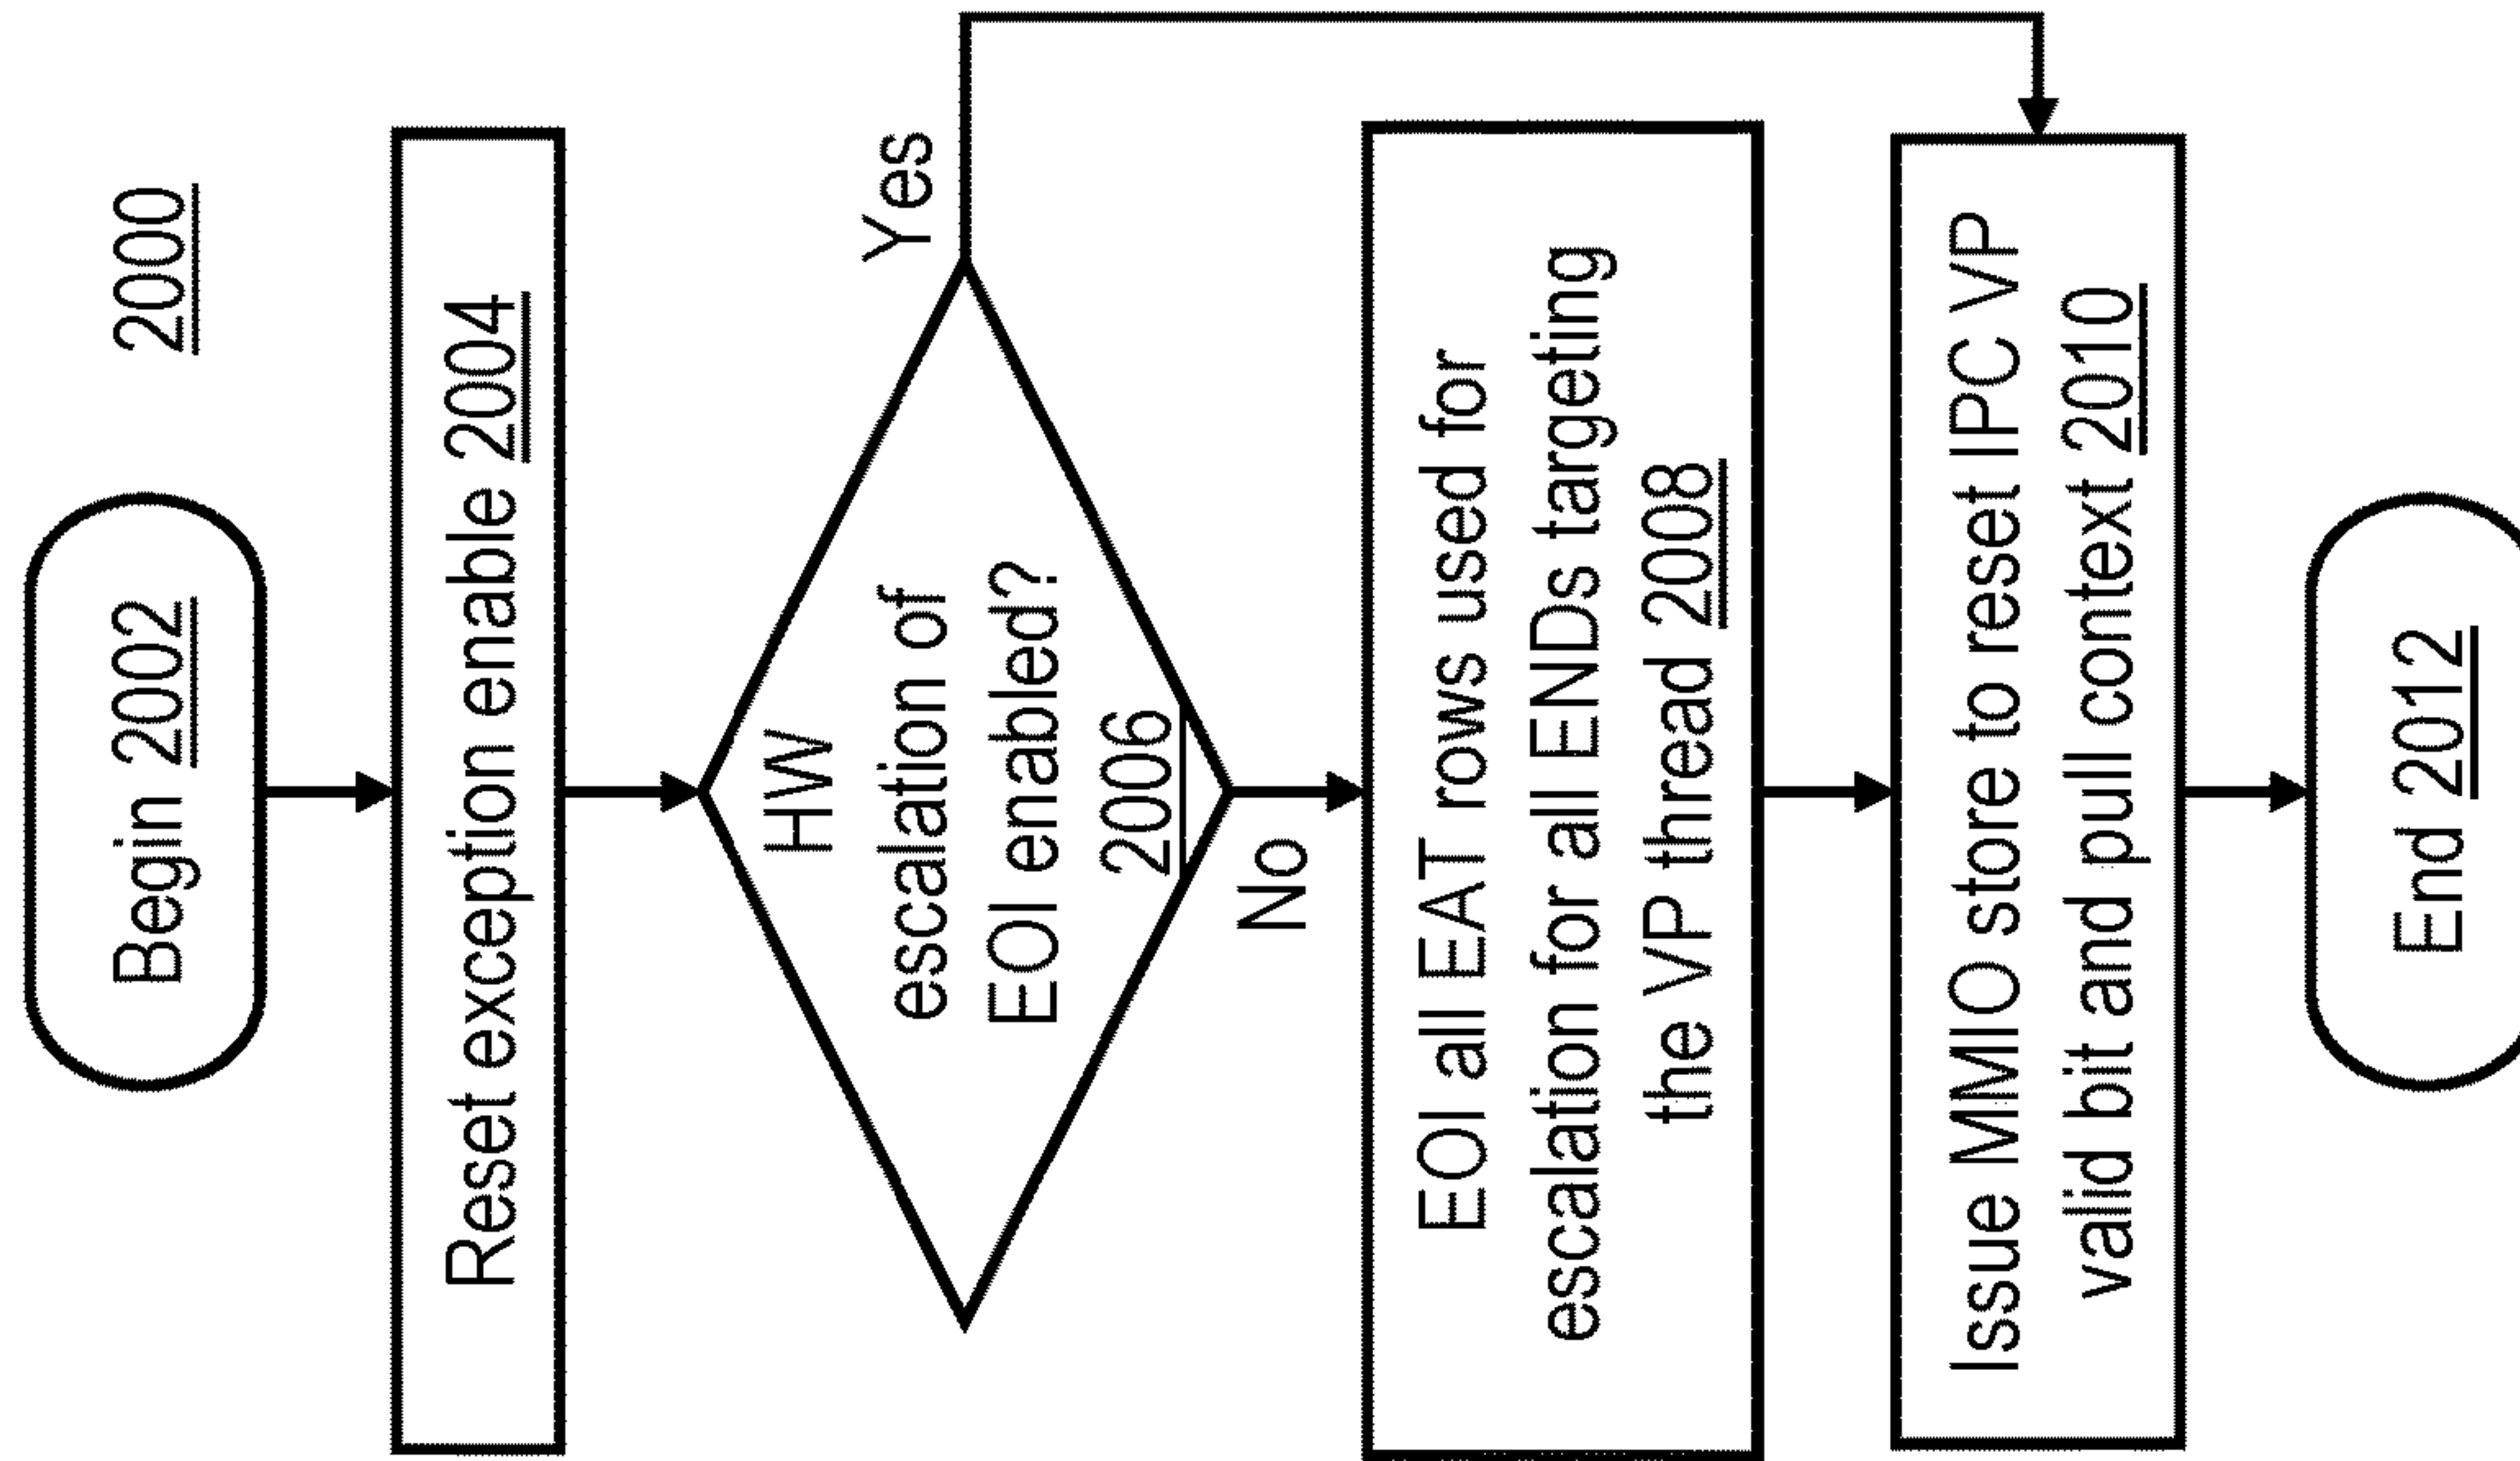 2000
Begin 2002
Reset exception enable 2004
HW
escalation of
EOI enabled?
2006
Yes
No
EOI all EAT rows used for
escalation for all ENDs targeting
the VP thread 2008
Issue MMIO store to reset IPC VP
valid bit and pull context 2010
End 2012